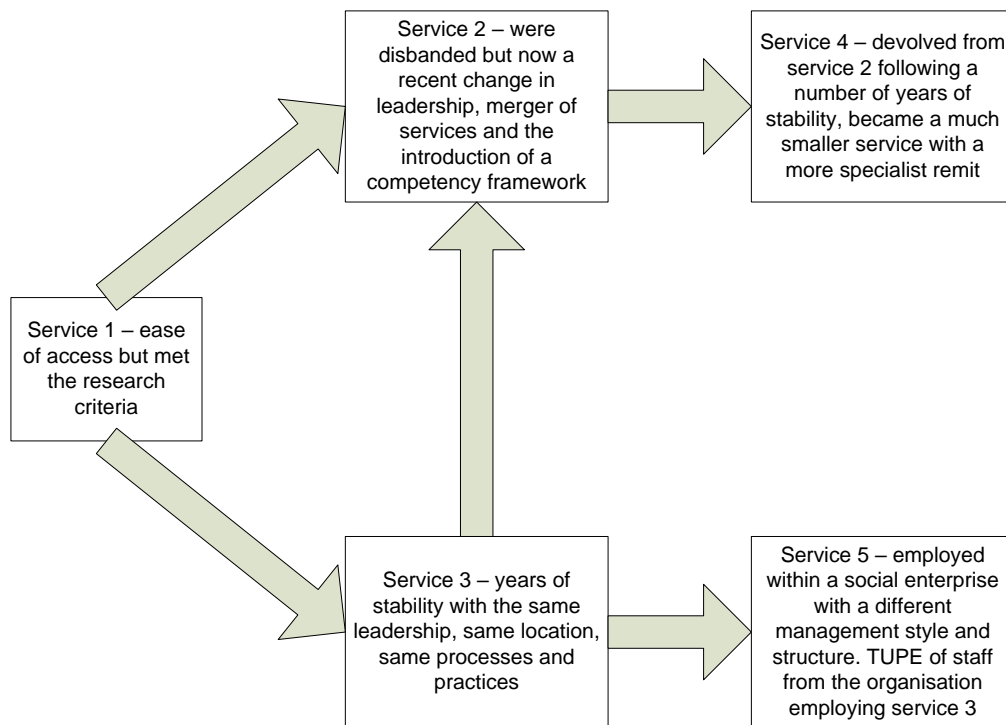 Service 2 – were
disbanded but now a
recent change in
leadership, merger of
services and the
introduction of a
competency framework
Service 4 – devolved from
service 2 following a
number of years of
stability, became a much
smaller service with a
more specialist remit
Service 1 – ease
of access but met
the research
criteria
Service 3 – years of
stability with the same
leadership, same location,
same processes and
practices
Service 5 – employed
within a social enterprise
with a different
management style and
structure. TUPE of staff
from the organisation
employing service 3